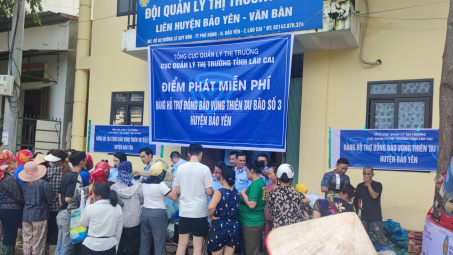 ĐỘI QUẢN LÝ THỊ TRƯỜNG
LIÊN HUYỆN BẢO YÊN - VĂN BÀN
TỔNG CỤC QUẢN LÝ THỊ TRƯỜNG
CỤC QUẢN LÝ THỊ TRƯỜNG TỈNH LÀO CAI
ĐIỂM PHÁT MIỄN PHÍ
HÀNG HỖ TRỢ ĐỒNG BÀO VÙNG THIÊN TAI BÃO SỐ 3
HUYỆN BẢO YÊN
HÀNG HỖ TRỢ ĐỒNG BÀO VÙNG THIÊN TAI
HUYỆN BẢO YÊN
HÀNG HỖ TRỢ ĐỒNG BÀO VÙNG THIÊN TAI
HUYỆN BẢO YÊN